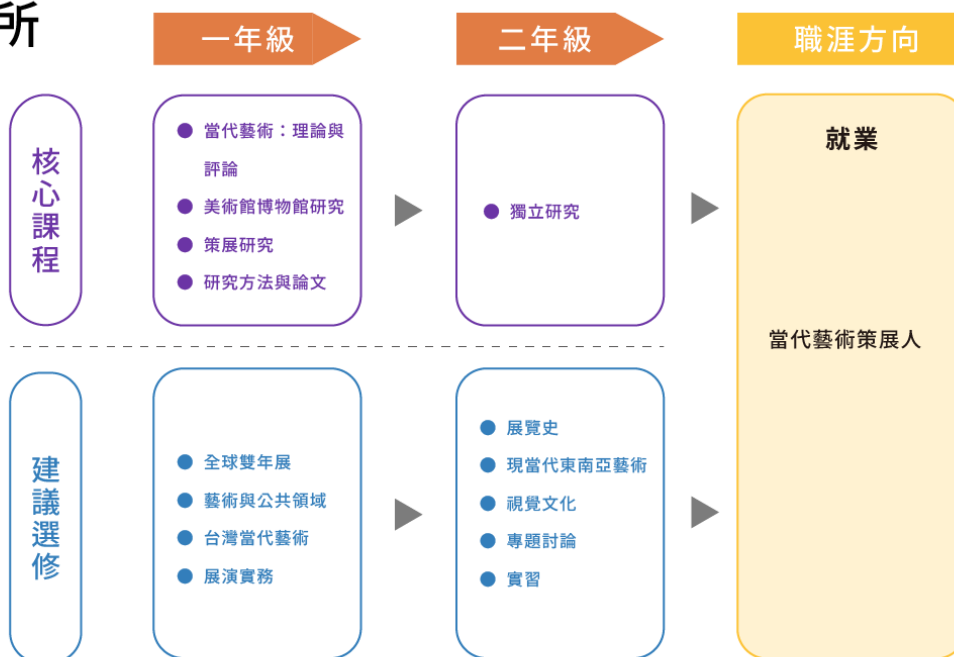 所
一年級
二年級
職涯方向
核心課程
當代藝術：理論與
評論
美術館博物館研究
策展研究
研究方法與論文
獨立研究
就業
當代藝術策展人
建議選修
全球雙年展
藝術與公共領域
台灣當代藝術
展演實務
展覽史
現當代東南亞藝術
視覺文化
專題討論
實習